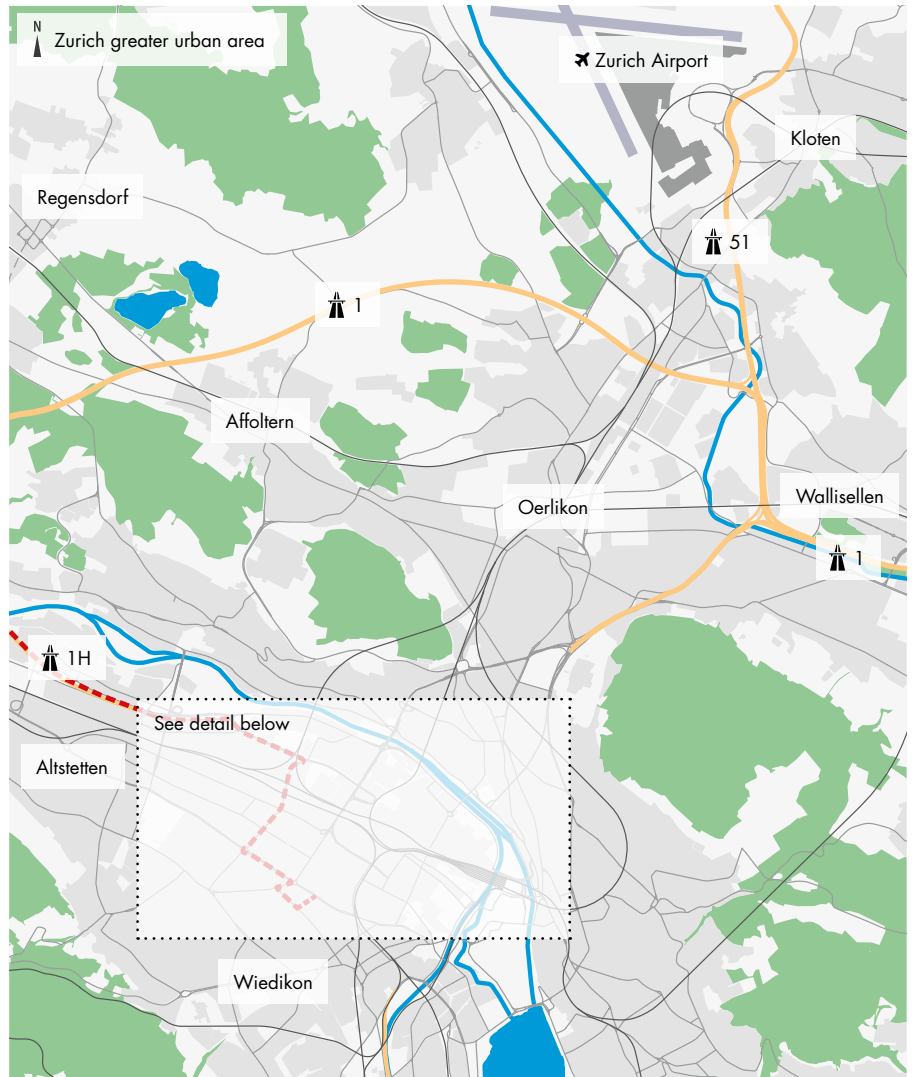 N
Zurich greater urban area
Zurich Airport
Kloten
Regensdorf
51
1
Affoltern
Wallisellen
Oerlikon
1
1H
See detail below
Altstetten
Wiedikon